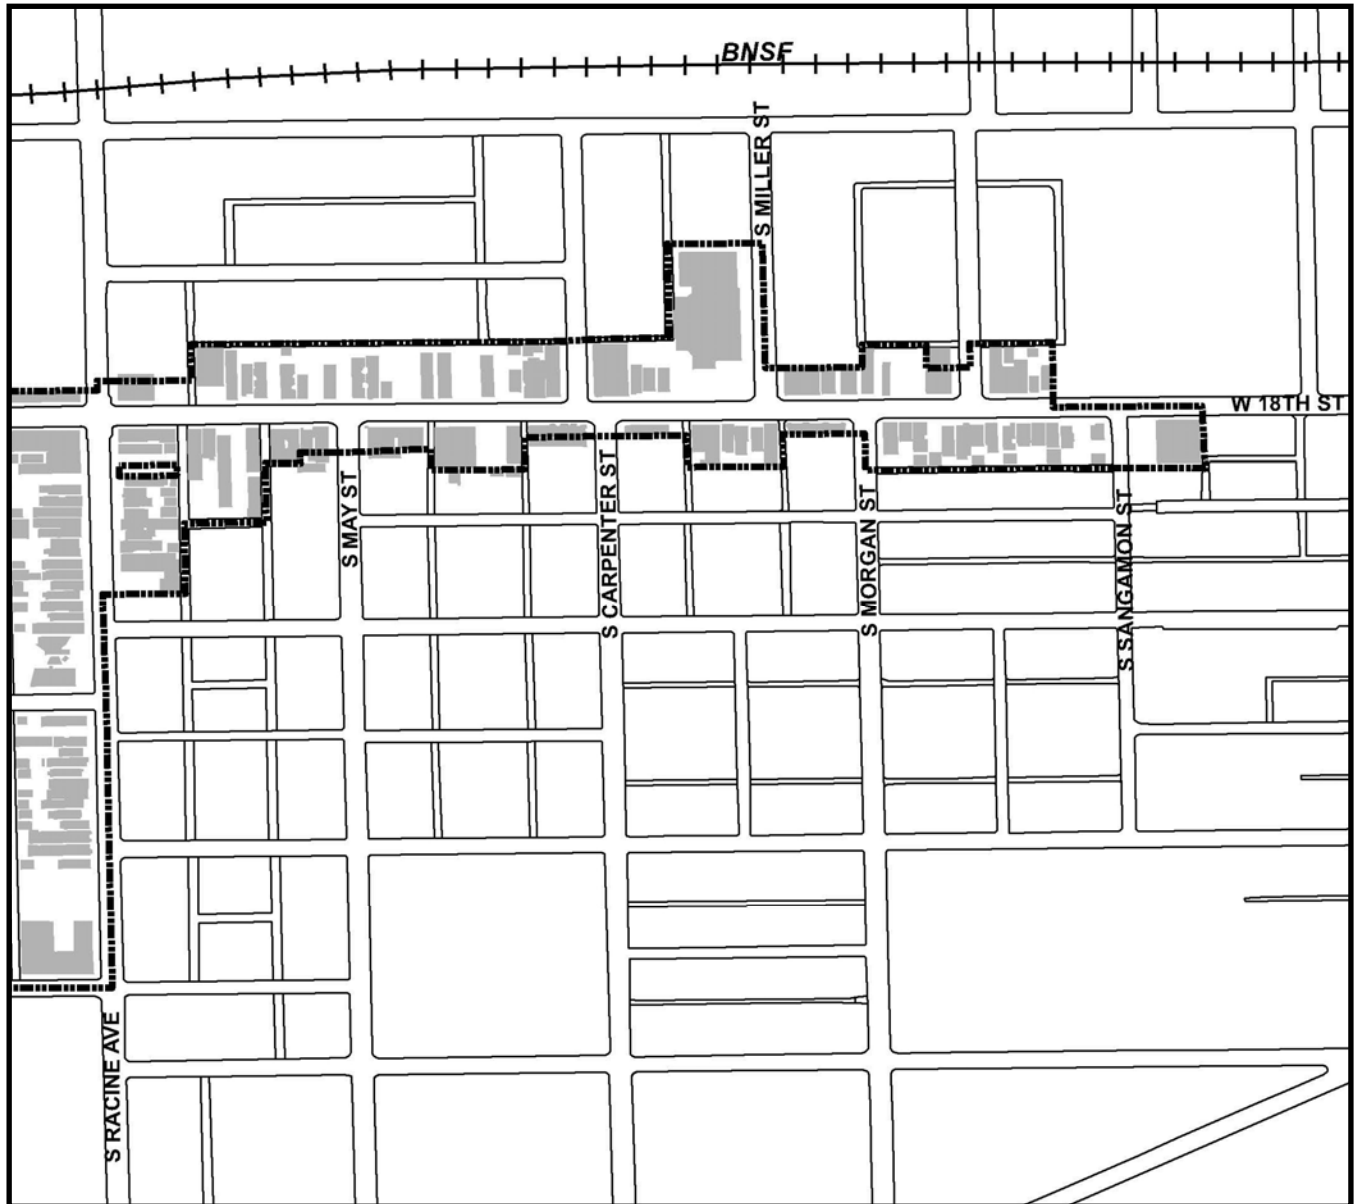 BNSF
S MILLER ST
W 18TH ST
S MAY ST
S CARPENTER ST
S MORGAN ST
S SANGAMON ST
S RACINE AVE